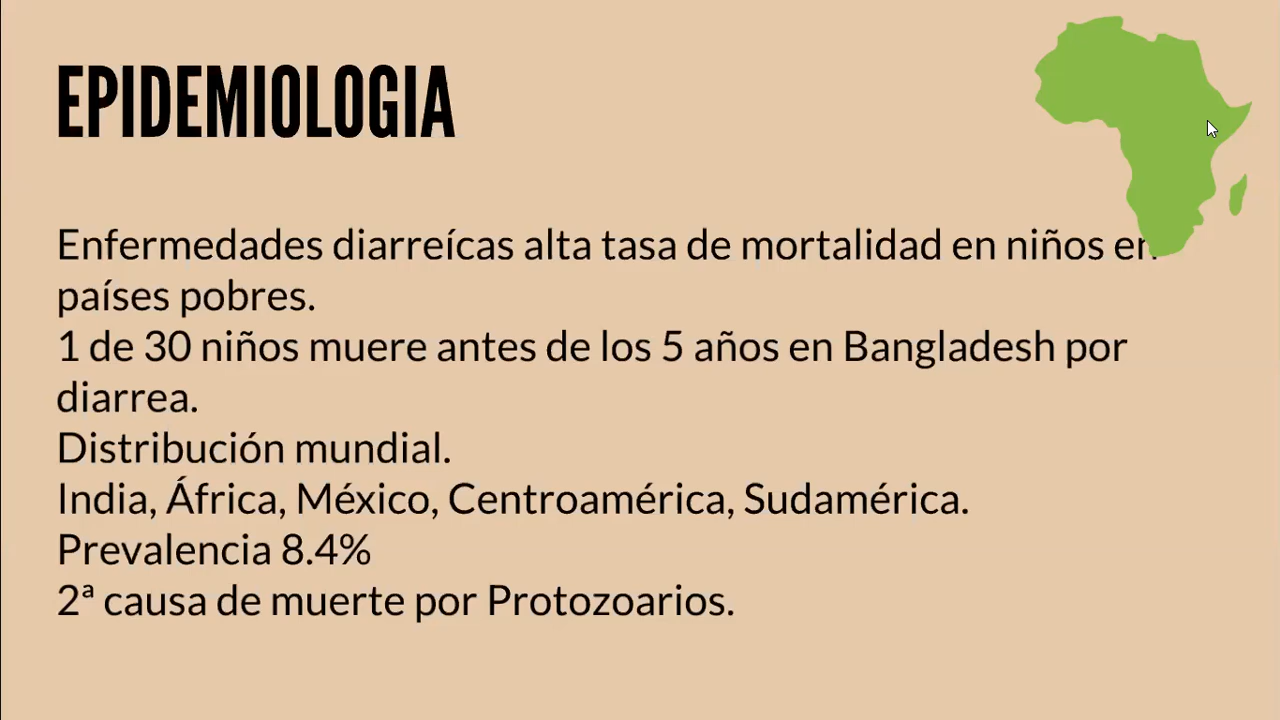 EPIDEMIOLOGIA
Enfermedades diarreícas alta tasa de mortalidad en niños en
países pobres.
1 de 30 niños muere antes de los 5 años en Bangladesh por
diarrea.
Distribución mundial.
India, África, México, Centroamérica, Sudamérica.
Prevalencia 8.4%
2ª causa de muerte por Protozoarios.